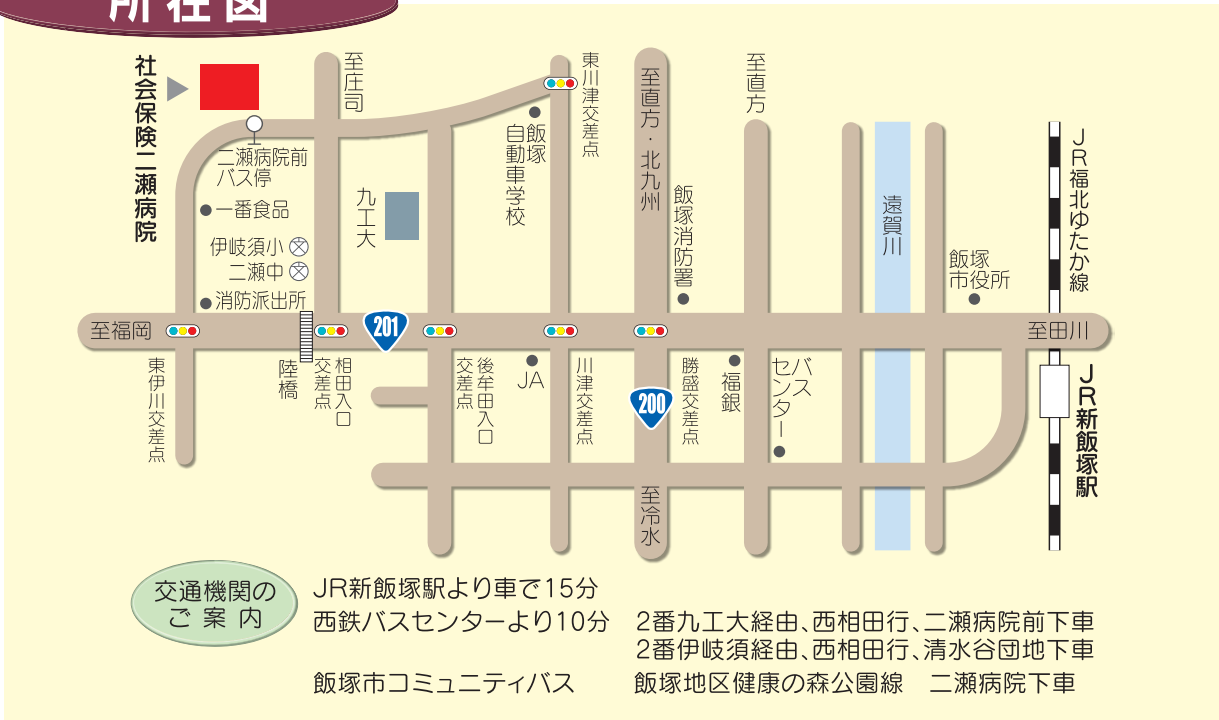 所在図
社会保険二瀬病院
至庄司
東川津交差点
至直方・北九州
至直方
JR福北ゆたか線
二瀬病院前
バス停
飯塚
自動車学校
一番食品
九工大
飯塚消防署
遠賀川
伊岐須小
二瀬中
飯塚
市役所
消防派出所
至福岡
201
至田川
東伊川交差点
陸橋
相田入口
交差点
後牟田入口
交差点
JA
川津交差点
200
勝盛交差点
福銀
バス
センター
JR新飯塚駅
至冷水
交通機関の
ご案内
JR新飯塚駅より車で15分
西鉄バスセンターより10分 2番九工大経由、西相田行、二瀬病院前下車
2番伊岐須経由、西相田行、清水谷団地下車
飯塚市コミュニティバス 飯塚地区健康の森公園線 二瀬病院下車